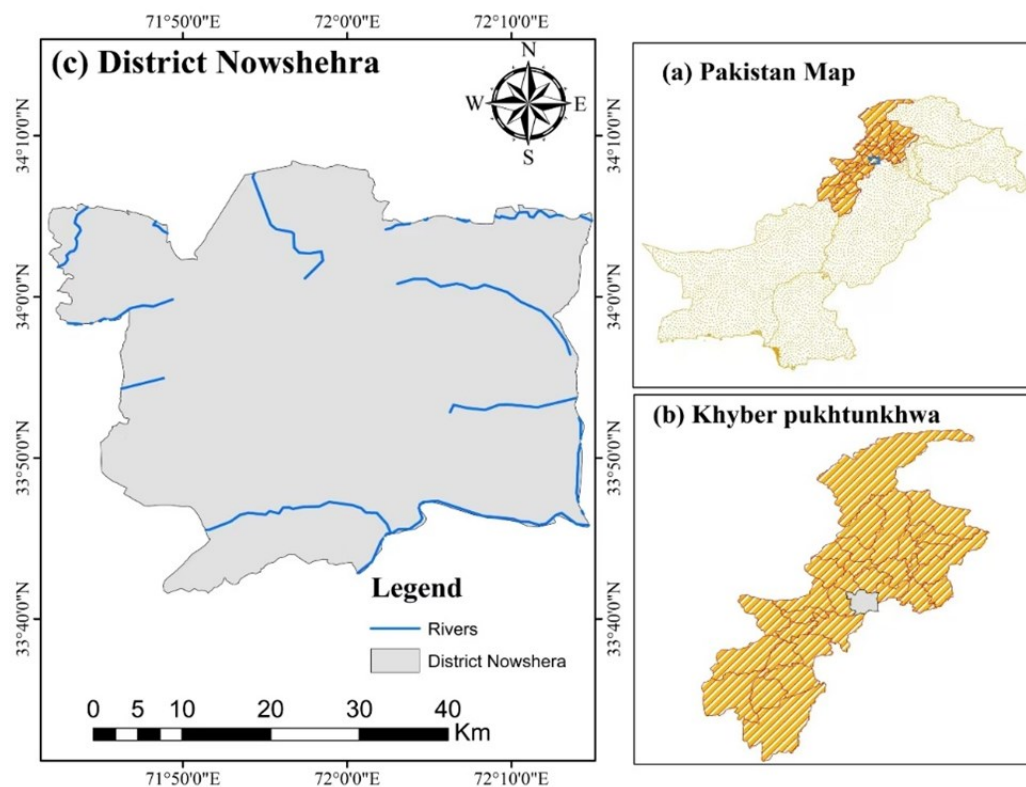 71°50'0"E 72°0'0"E 72°10'0"E
(c) District Nowshehra
N
W E
S
34°10'0"N 34°10'0"N
34°0'0"N 34°0'0"N
33°50'0"N 33°50'0"N
33°40'0"N 33°40'0"N
Legend
Rivers
District Nowshera
0 5 10 20 30 40
Km
71°50'0"E 72°0'0"E 72°10'0"E
(a) Pakistan Map
(b) Khyber pukhtunkhwa